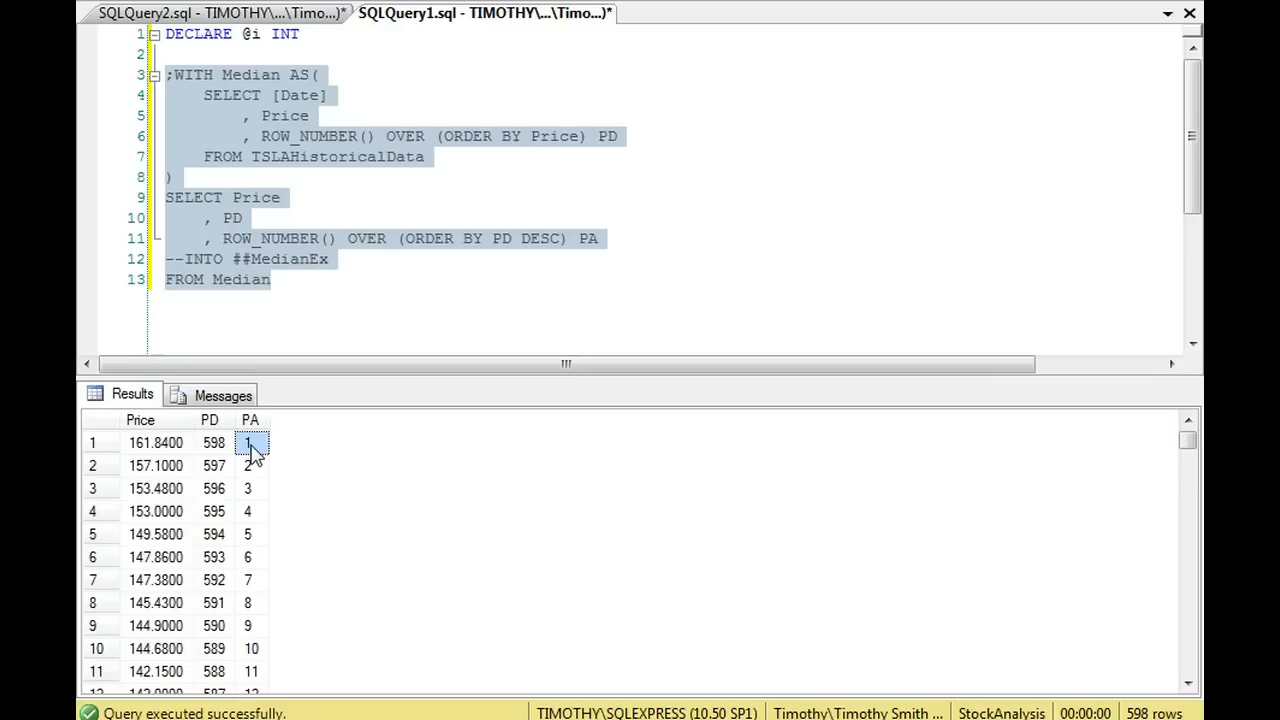 SQLQuery2.sql - TIMOTHY\...\Timo...)* SQLQuery1.sql - TIMOTHY\...\Timo...)*
1 DECLARE @i INT
2
3 ;WITH Median AS(
4 SELECT [Date]
5 , Price
6 , ROW_NUMBER() OVER (ORDER BY Price) PD
7 FROM TSLAHistoricalData
8 )
9 SELECT Price
10 , PD
11 , ROW_NUMBER() OVER (ORDER BY PD DESC) PA
12 --INTO ##MedianEx
13 FROM Median
Results Messages
Price PD PA
1 161.8400 598 1
2 157.1000 597 2
3 153.4800 596 3
4 153.0000 595 4
5 149.5800 594 5
6 147.8600 593 6
7 147.3800 592 7
8 145.4300 591 8
9 144.9000 590 9
10 144.6800 589 10
11 142.1500 588 11
Query executed successfully. TIMOTHY\SQLEXPRESS (10.50 SP1) Timothy\Timothy Smith ... StockAnalysis 00:00:00 598 rows